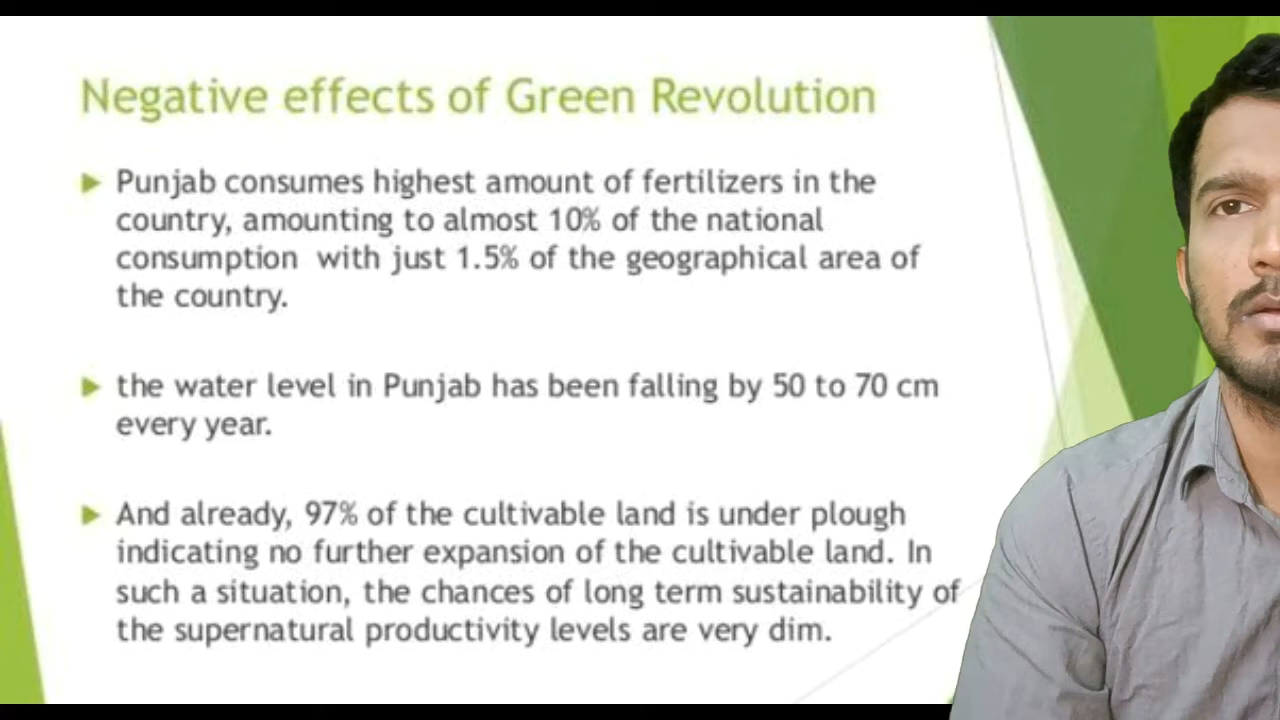 Negative effects of Green Revolution
Punjab consumes highest amount of fertilizers in the
country, amounting to almost 10% of the national
consumption with just 1.5% of the geographical area of
the country.
the water level in Punjab has been falling by 50 to 70 cm
every year.
And already, 97% of the cultivable land is under plough
indicating no further expansion of the cultivable land. In
such a situation, the chances of long term sustainability of
the supernatural productivity levels are very dim.